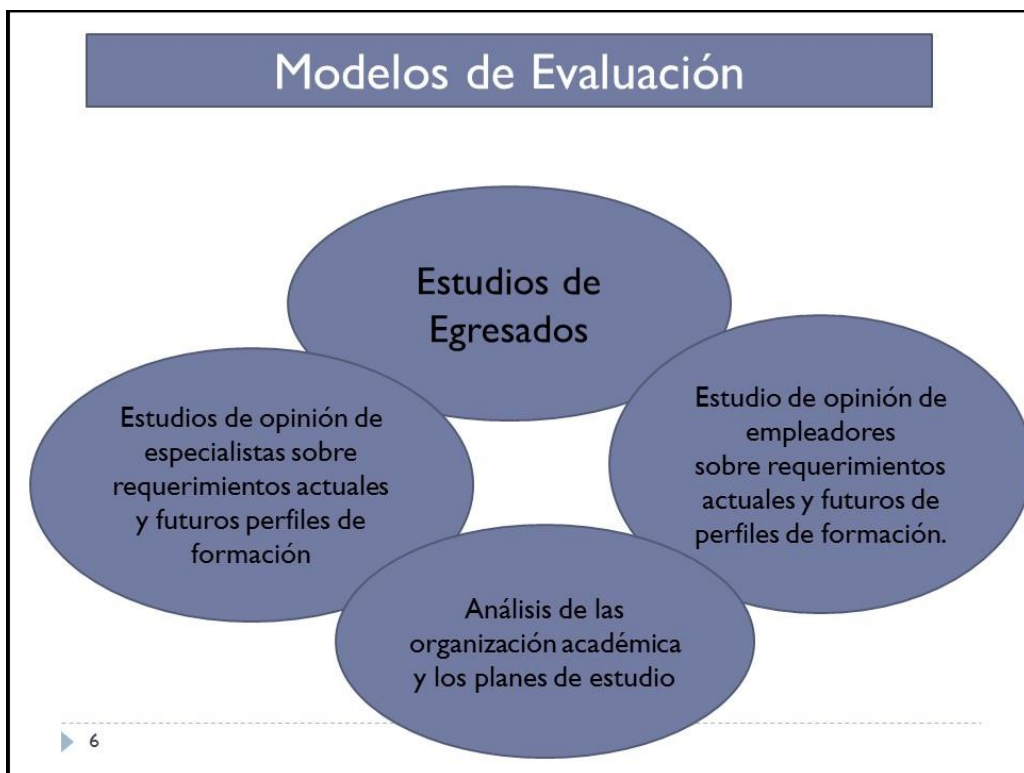 Modelos de Evaluación
Estudios de
Egresados
Estudios de opinión de
especialistas sobre
requerimientos actuales
y futuros perfiles de
formación
Estudio de opinión de
empleadores
sobre requerimientos
actuales y futuros de
perfiles de formación.
Análisis de las
organización académica
y los planes de estudio
6